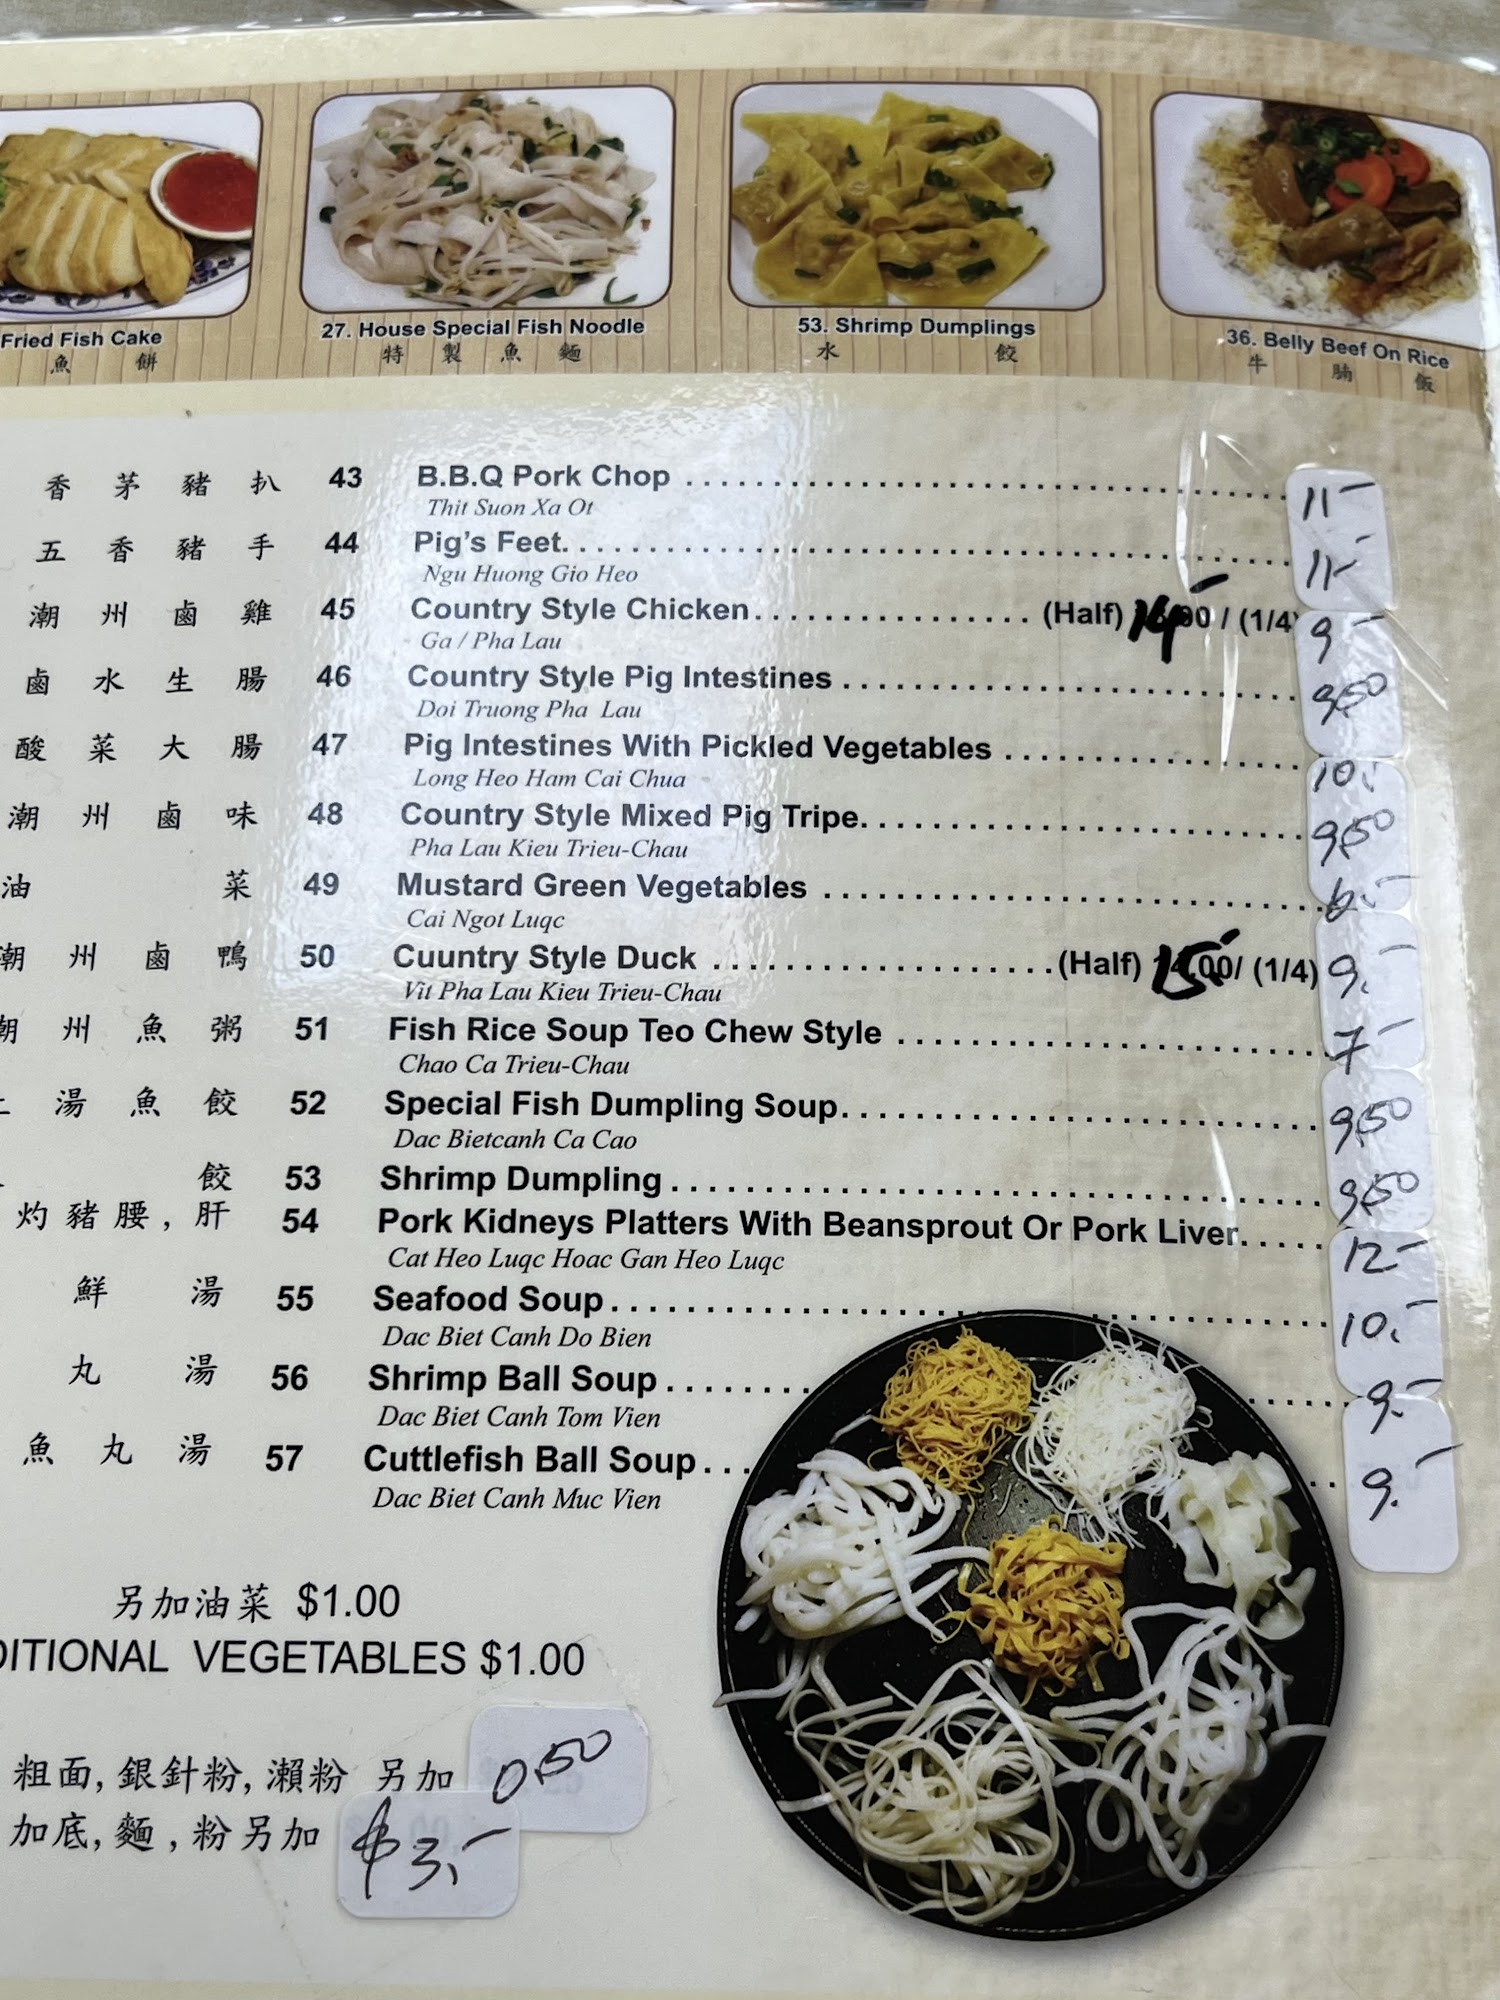 Fried Fish Cake
魚餅
27. House Special Fish Noodle
特製魚麵
53. Shrimp Dumplings
水餃
36. Belly Beef On Rice
牛腩飯
香茅豬扒 43 B.B.Q Pork Chop 11-
Thit Suon Xa Ot
五香豬手 44 Pig's Feet 11-
Ngu Huong Gio Heo
潮州鹵雞 45 Country Style Chicken (Half) 14- / (1/4) 9-
Ga / Pha Lau
鹵水生腸 46 Country Style Pig Intestines 9.50
Doi Truong Pha Lau
酸菜大腸 47 Pig Intestines With Pickled Vegetables 10.-
Long Heo Ham Cai Chua
潮州鹵味 48 Country Style Mixed Pig Tripe 9.50
Pha Lau Kieu Trieu-Chau
油菜 49 Mustard Green Vegetables 6.-
Cai Ngot Luqc
潮州鹵鴨 50 Cuuntry Style Duck (Half) 15- / (1/4) 9.-
Vit Pha Lau Kieu Trieu-Chau
潮州魚粥 51 Fish Rice Soup Teo Chew Style 7-
Chao Ca Trieu-Chau
湯魚餃 52 Special Fish Dumpling Soup 9.50
Dac Bietcanh Ca Cao
餃 53 Shrimp Dumpling 9.50
灼豬腰,肝 54 Pork Kidneys Platters With Beansprout Or Pork Liver 12-
Cat Heo Luqc Hoac Gan Heo Luqc
鮮湯 55 Seafood Soup 10.-
Dac Biet Canh Do Bien
丸湯 56 Shrimp Ball Soup 9.-
Dac Biet Canh Tom Vien
魚丸湯 57 Cuttlefish Ball Soup 9.-
Dac Biet Canh Muc Vien
另加油菜 $1.00
DITIONAL VEGETABLES $1.00
粗面,銀針粉,瀨粉 另加 0.50
加底,麵,粉另加 $3.-